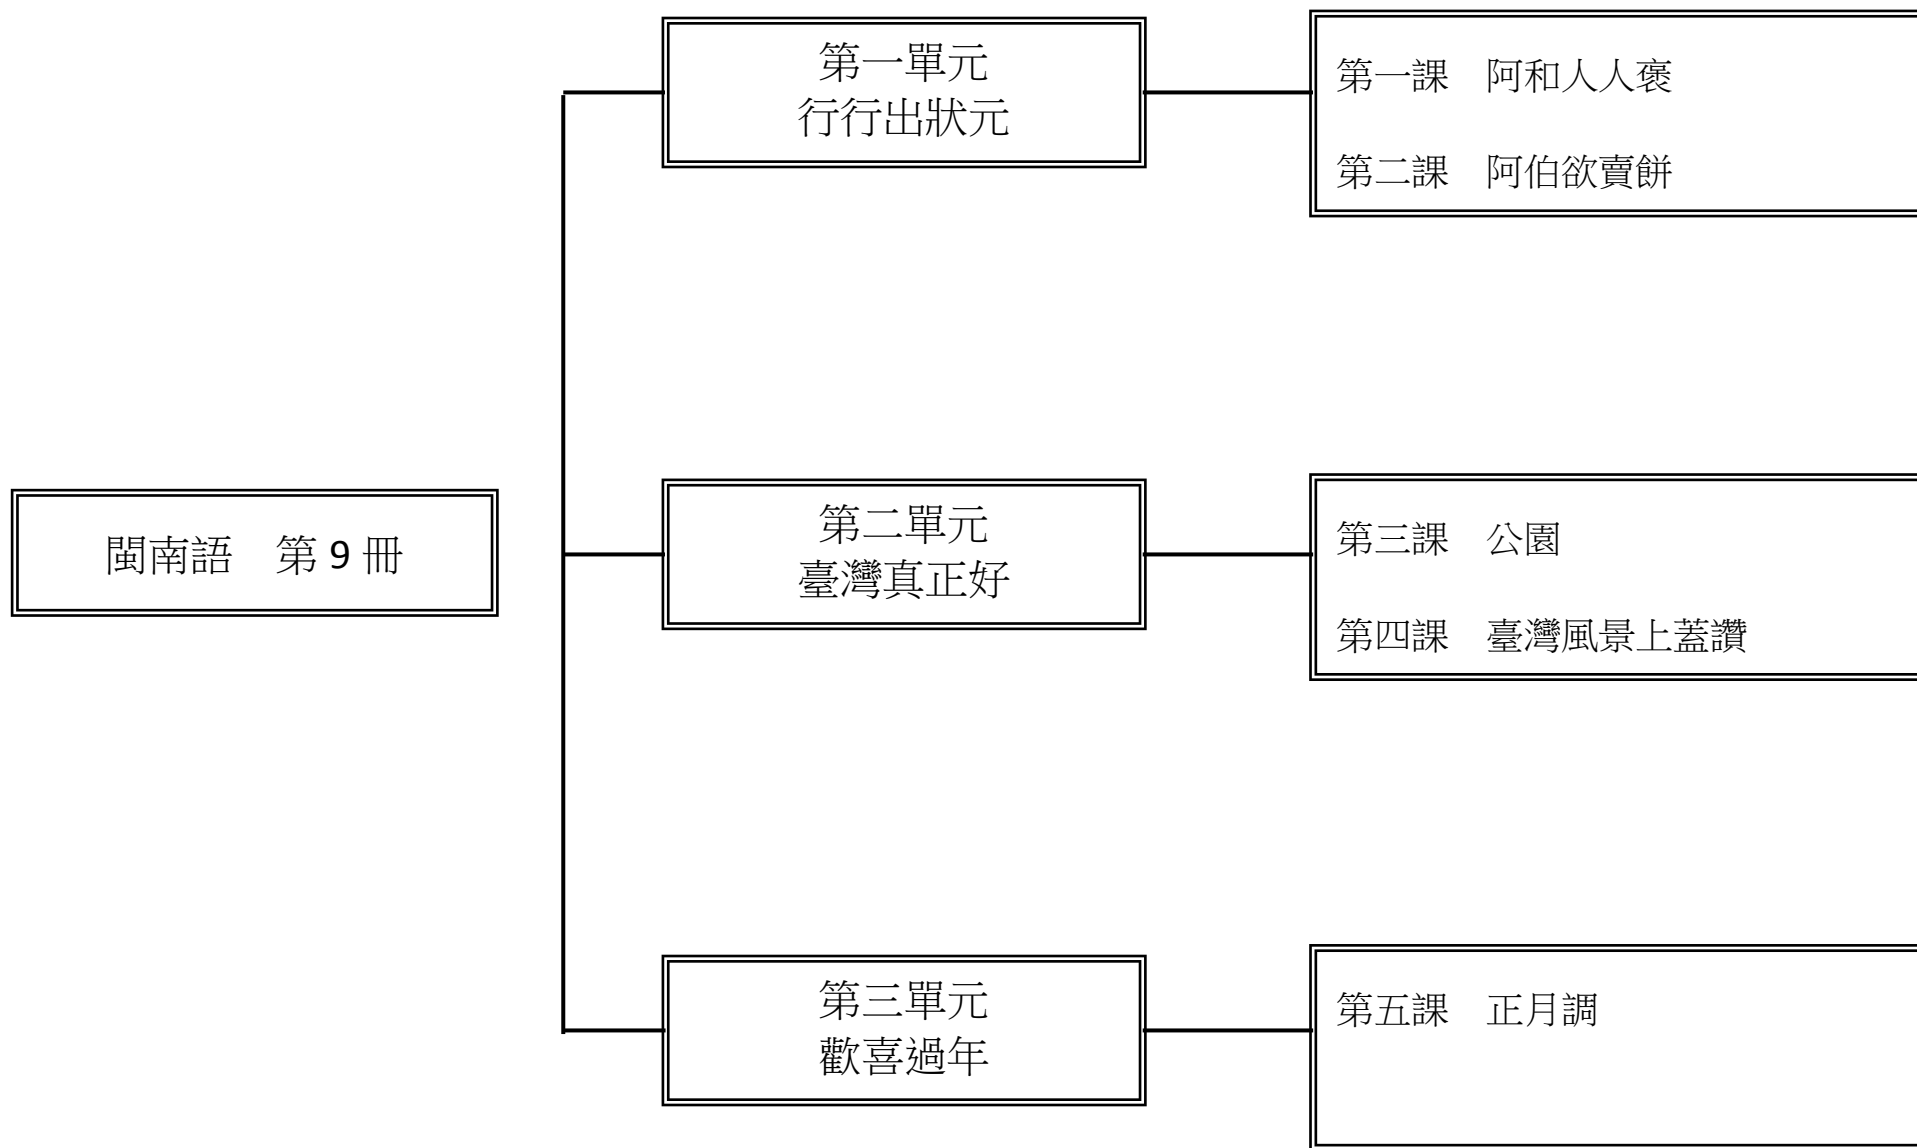 閩南語　第 9 冊
第一單元
行行出狀元
第一課　阿和人人褒
第二課　阿伯欲賣餅
第二單元
臺灣真正好
第三課　公園
第四課　臺灣風景上蓋讚
第三單元
歡喜過年
第五課　正月調